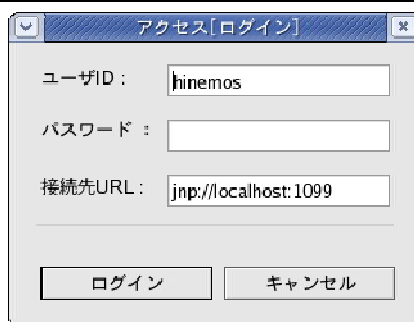 アクセス[ログイン]
ユーザID：
hinemos
パスワード：
接続先URL：
jnp://localhost:1099
ログイン
キャンセル